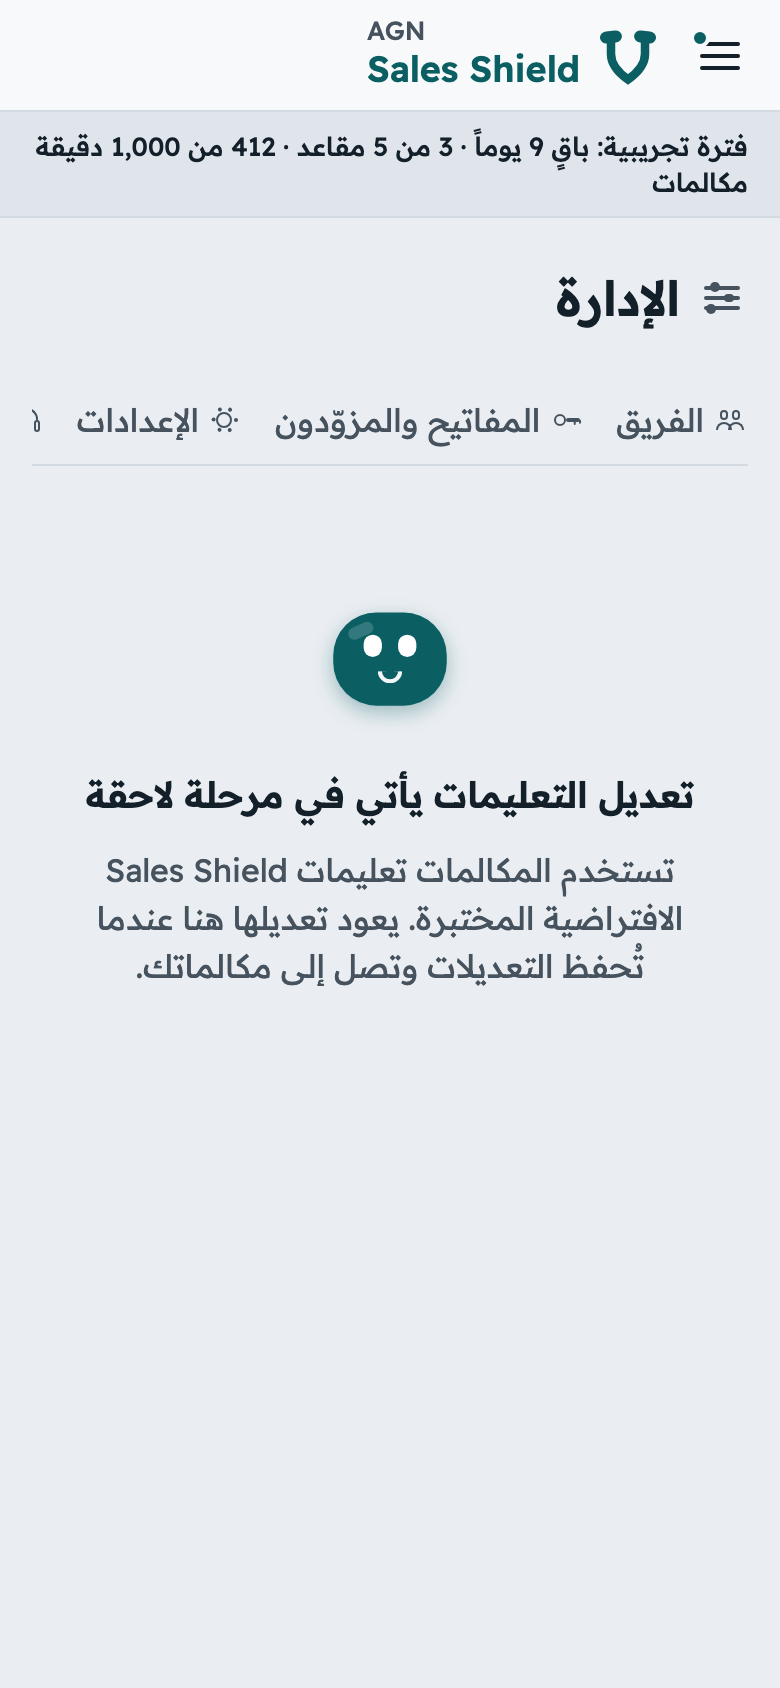 AGN
Sales Shield
فترة تجريبية: باقٍ 9 يوماً · 3 من 5 مقاعد · 412 من 1,000 دقيقة
مكالمات
الإدارة
الفريق
المفاتيح والمزوّدون
الإعدادات
تعديل التعليمات يأتي في مرحلة لاحقة
تستخدم المكالمات تعليمات Sales Shield
الافتراضية المختبرة. يعود تعديلها هنا عندما
تُحفظ التعديلات وتصل إلى مكالماتك.